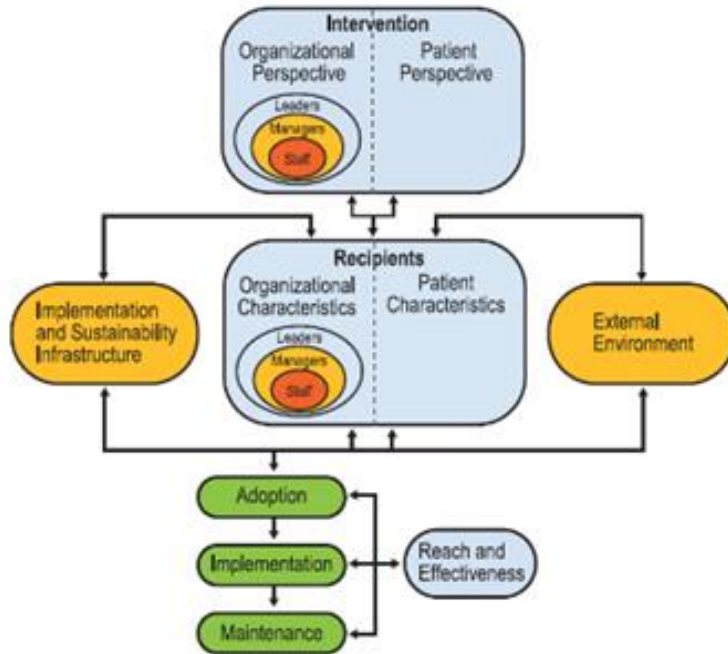 Intervention
Organizational
Perspective
Patient
Perspective
Leaders
Managers
Staff
Recipients
Organizational
Characteristics
Patient
Characteristics
Leaders
Managers
Staff
Implementation
and Sustainability
Infrastructure
External
Environment
Adoption
Implementation
Maintenance
Reach and
Effectiveness